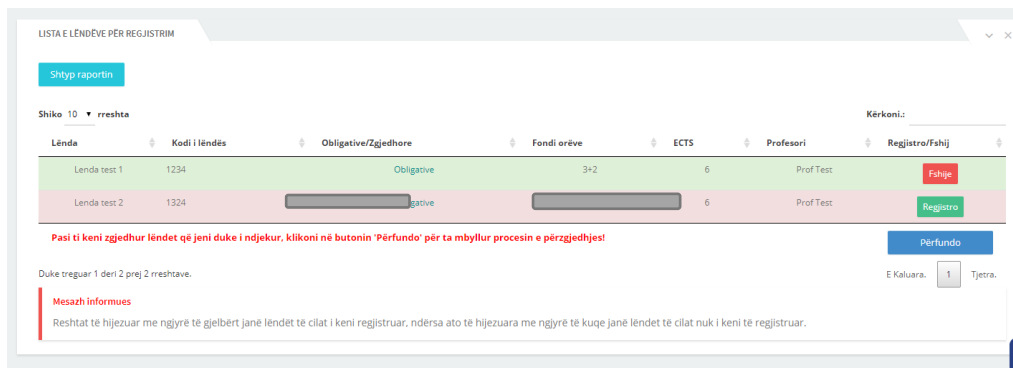 LISTA E LËNDËVE PËR REGJISTRIM
Shtyp raportin
Shiko 10 rreshta
Kërkoni.:
Lënda Kodi i lëndës Obligative/Zgjedhore Fondi orëve ECTS Profesori Regjistro/Fshij
Lenda test 1 1234 Obligative 3+2 6 Prof Test Fshije
Lenda test 2 1324 gative 6 Prof Test Regjistro
Pasi ti keni zgjedhur lëndet që jeni duke i ndjekur, klikoni në butonin 'Përfundo' për ta mbyllur procesin e përzgjedhjes!
Përfundo
Duke treguar 1 deri 2 prej 2 rreshtave.
E Kaluara. 1 Tjetra.
Mesazh informues
Reshtat të hijezuar me ngjyrë të gjelbërt janë lëndët të cilat i keni regjistruar, ndërsa ato të hijezuara me ngjyrë të kuqe janë lëndet të cilat nuk i keni të regjistruar.